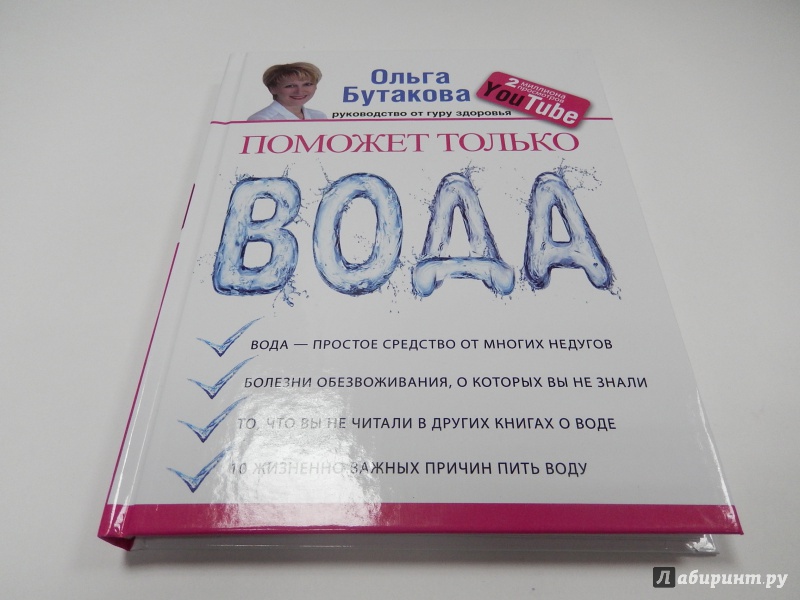 Ольга
Бутакова
2 миллиона
просмотров
YouTube
руководство от гуру здоровья
ПОМОЖЕТ ТОЛЬКО
ВОДА
ВОДА — ПРОСТОЕ СРЕДСТВО ОТ МНОГИХ НЕДУГОВ
БОЛЕЗНИ ОБЕЗВОЖИВАНИЯ, О КОТОРЫХ ВЫ НЕ ЗНАЛИ
ТО, ЧТО ВЫ НЕ ЧИТАЛИ В ДРУГИХ КНИГАХ О ВОДЕ
10 ЖИЗНЕННО ВАЖНЫХ ПРИЧИН ПИТЬ ВОДУ
Лабиринт.ру